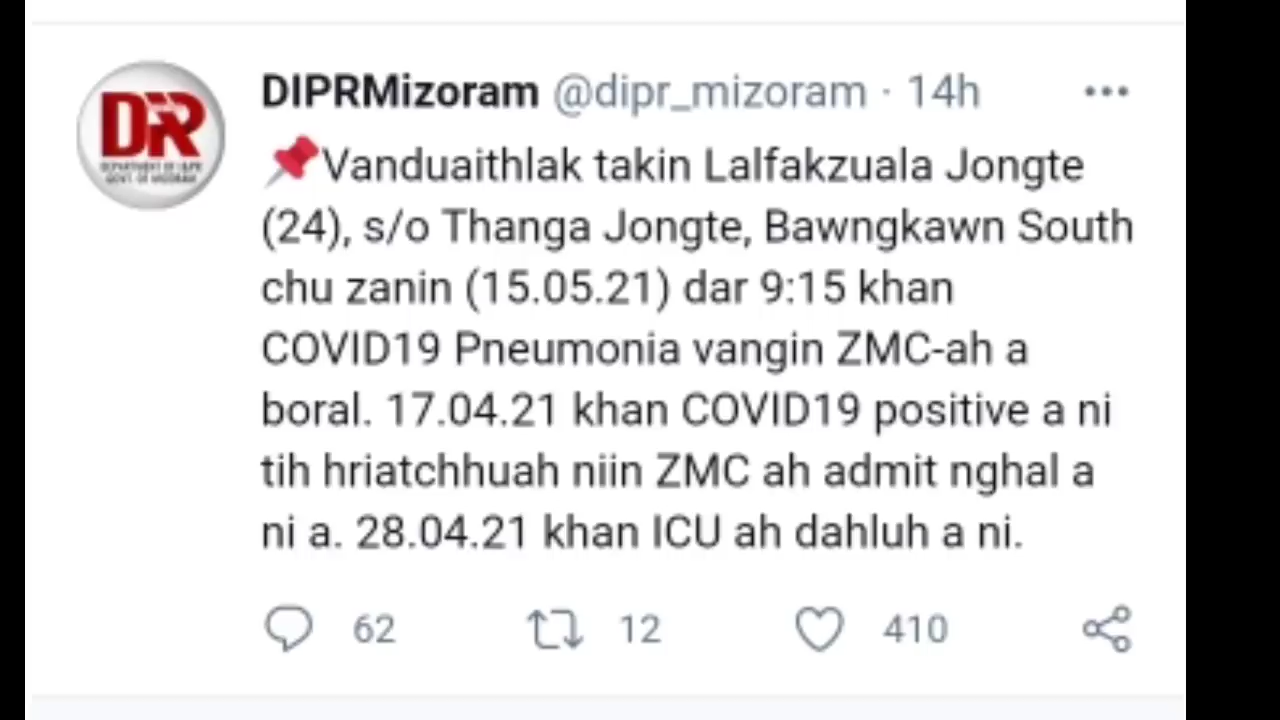 DIPR
DIPRMizoram @dipr_mizoram · 14h
📌Vanduaithlak takin Lalfakzuala Jongte
(24), s/o Thanga Jongte, Bawngkawn South
chu zanin (15.05.21) dar 9:15 khan
COVID19 Pneumonia vangin ZMC-ah a
boral. 17.04.21 khan COVID19 positive a ni
tih hriatchhuah niin ZMC ah admit nghal a
ni a. 28.04.21 khan ICU ah dahluh a ni.
62 12 410